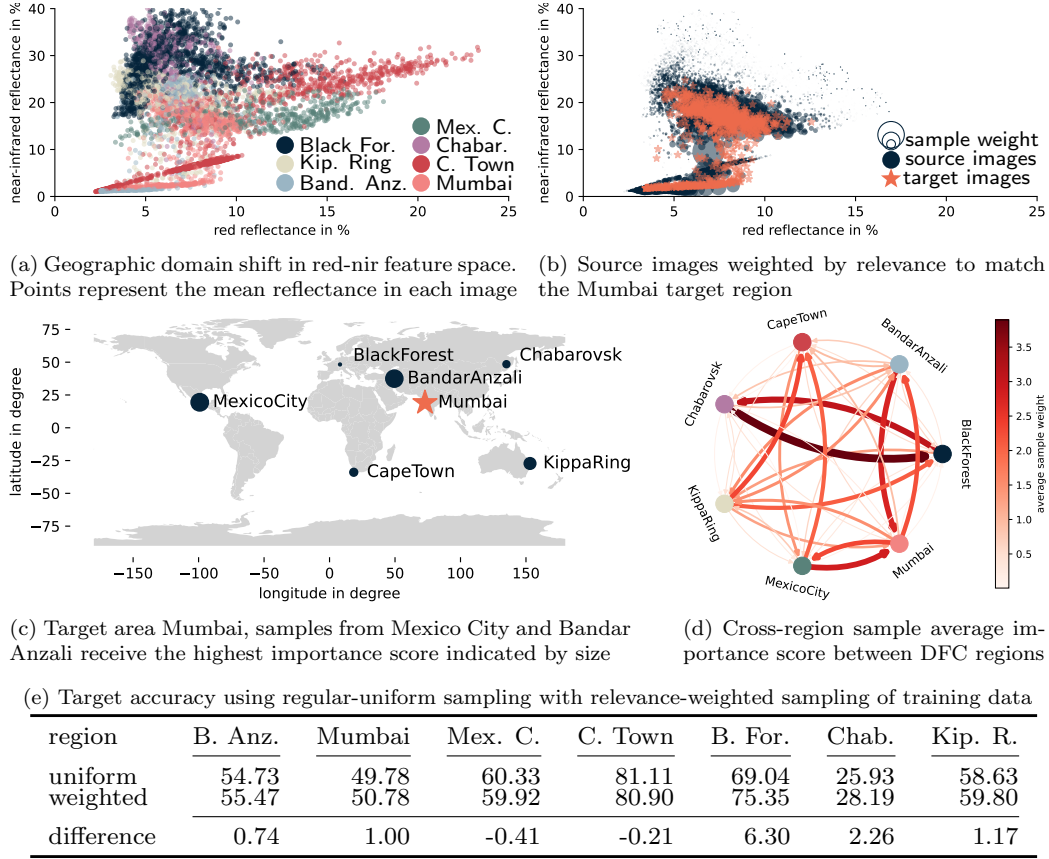 40
30
20
10
0
near-infrared reflectance in %
0
5
10
15
20
25
red reflectance in %
Black For.
Kip. Ring
Band. Anz.
Mex. C.
Chabar.
C. Town
Mumbai
(a) Geographic domain shift in red-nir feature space.
Points represent the mean reflectance in each image
40
30
20
10
0
near-infrared reflectance in %
0
5
10
15
20
25
red reflectance in %
sample weight
source images
target images
(b) Source images weighted by relevance to match
the Mumbai target region
75
50
25
0
−25
−50
−75
latitude in degree
−150
−100
−50
0
50
100
150
longitude in degree
BlackForest
Chabarovsk
BandarAnzali
MexicoCity
Mumbai
CapeTown
KippaRing
(c) Target area Mumbai, samples from Mexico City and Bandar
Anzali receive the highest importance score indicated by size
CapeTown
BandarAnzali
Chabarovsk
BlackForest
KippaRing
Mumbai
MexicoCity
3.5
3.0
2.5
2.0
1.5
1.0
0.5
average sample weight
(d) Cross-region sample average im-
portance score between DFC regions
(e) Target accuracy using regular-uniform sampling with relevance-weighted sampling of training data
region B. Anz. Mumbai Mex. C. C. Town B. For. Chab. Kip. R.
uniform 54.73 49.78 60.33 81.11 69.04 25.93 58.63
weighted 55.47 50.78 59.92 80.90 75.35 28.19 59.80
difference 0.74 1.00 -0.41 -0.21 6.30 2.26 1.17